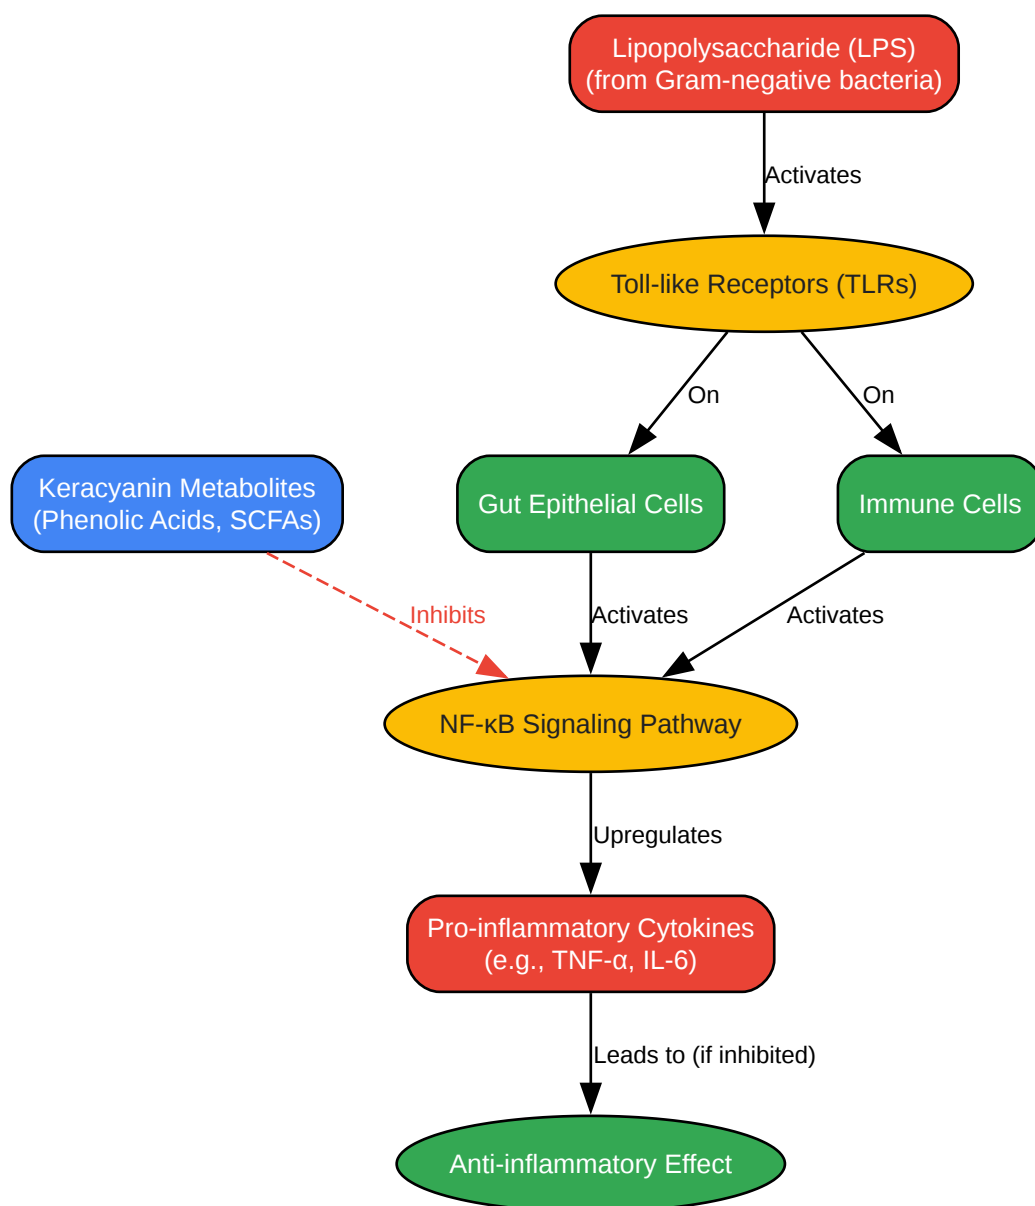 Lipopolysaccharide (LPS)
(from Gram-negative bacteria)
Activates
Toll-like Receptors (TLRs)
On
On
Keracyanin Metabolites
(Phenolic Acids, SCFAs)
Gut Epithelial Cells
Immune Cells
Inhibits
Activates
Activates
NF-κB Signaling Pathway
Upregulates
Pro-inflammatory Cytokines
(e.g., TNF-α, IL-6)
Leads to (if inhibited)
Anti-inflammatory Effect